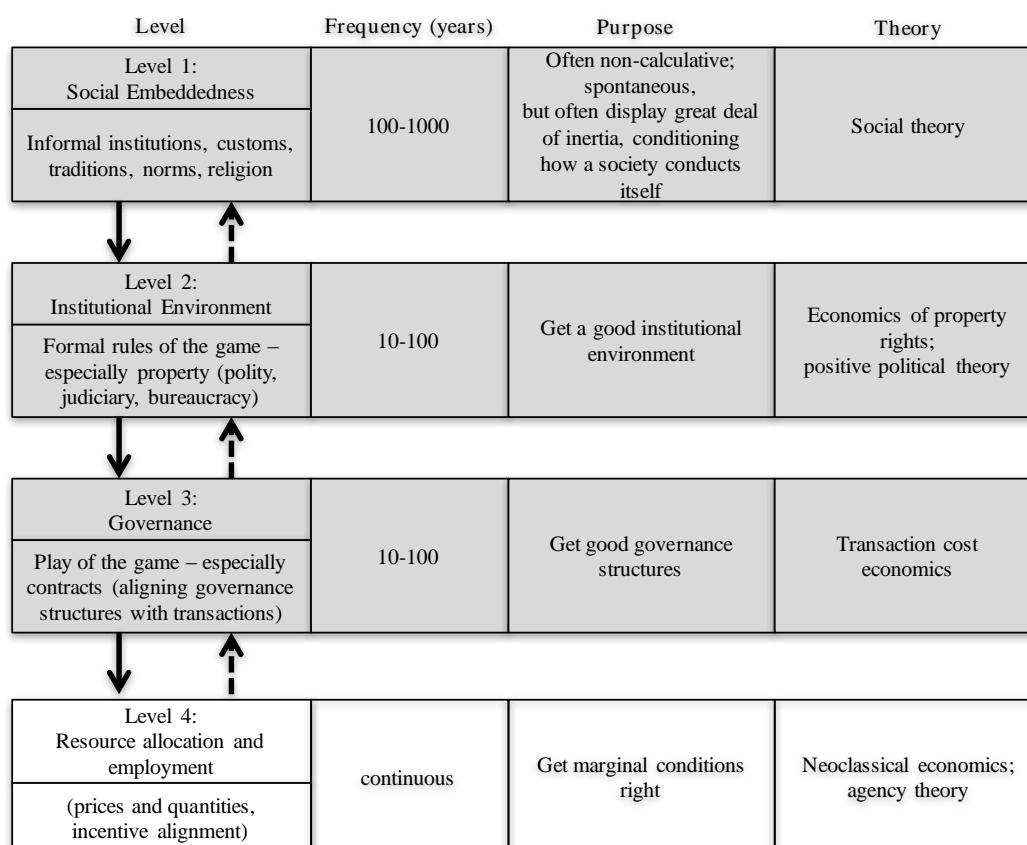 Level Frequency (years) Purpose Theory
Level 1:
Social Embeddedness
Informal institutions, customs,
traditions, norms, religion
100-1000
Often non-calculative;
spontaneous,
but often display great deal
of inertia, conditioning
how a society conducts
itself
Social theory
Level 2:
Institutional Environment
Formal rules of the game –
especially property (polity,
judiciary, bureaucracy)
10-100
Get a good institutional
environment
Economics of property
rights;
positive political theory
Level 3:
Governance
Play of the game – especially
contracts (aligning governance
structures with transactions)
10-100
Get good governance
structures
Transaction cost
economics
Level 4:
Resource allocation and
employment
(prices and quantities,
incentive alignment)
continuous
Get marginal conditions
right
Neoclassical economics;
agency theory